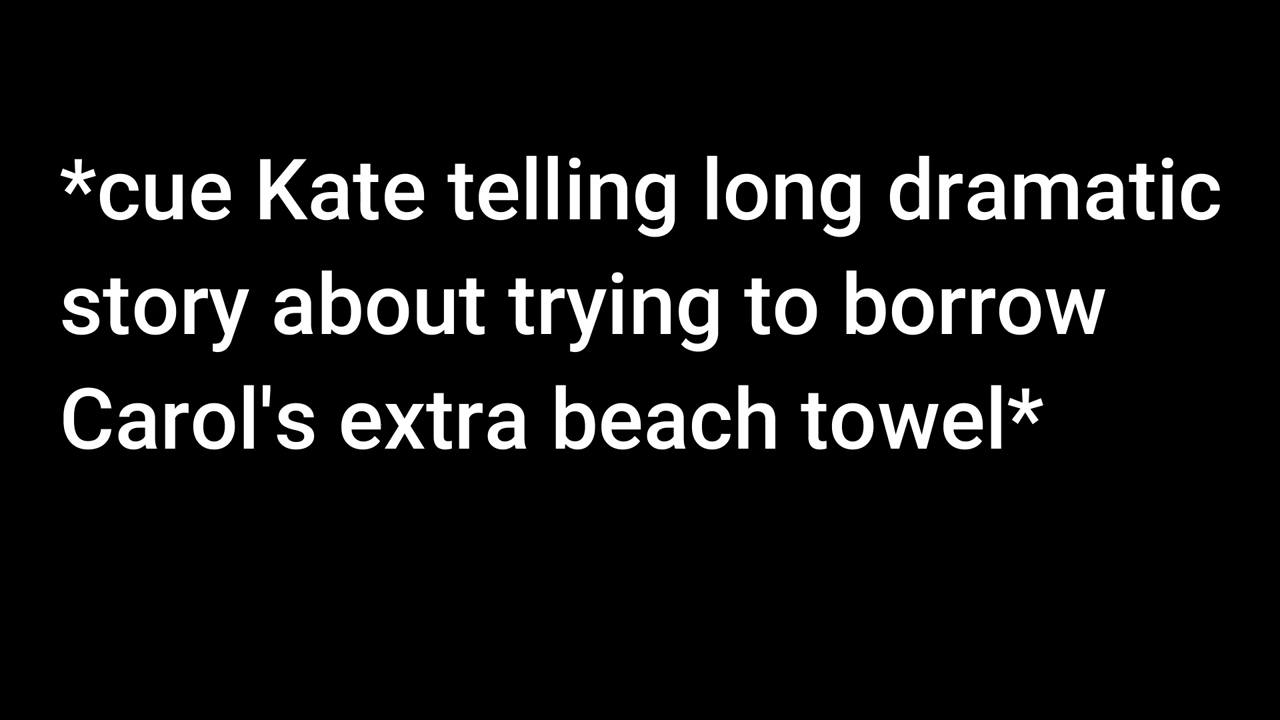 *cue Kate telling long dramatic
story about trying to borrow
Carol's extra beach towel*